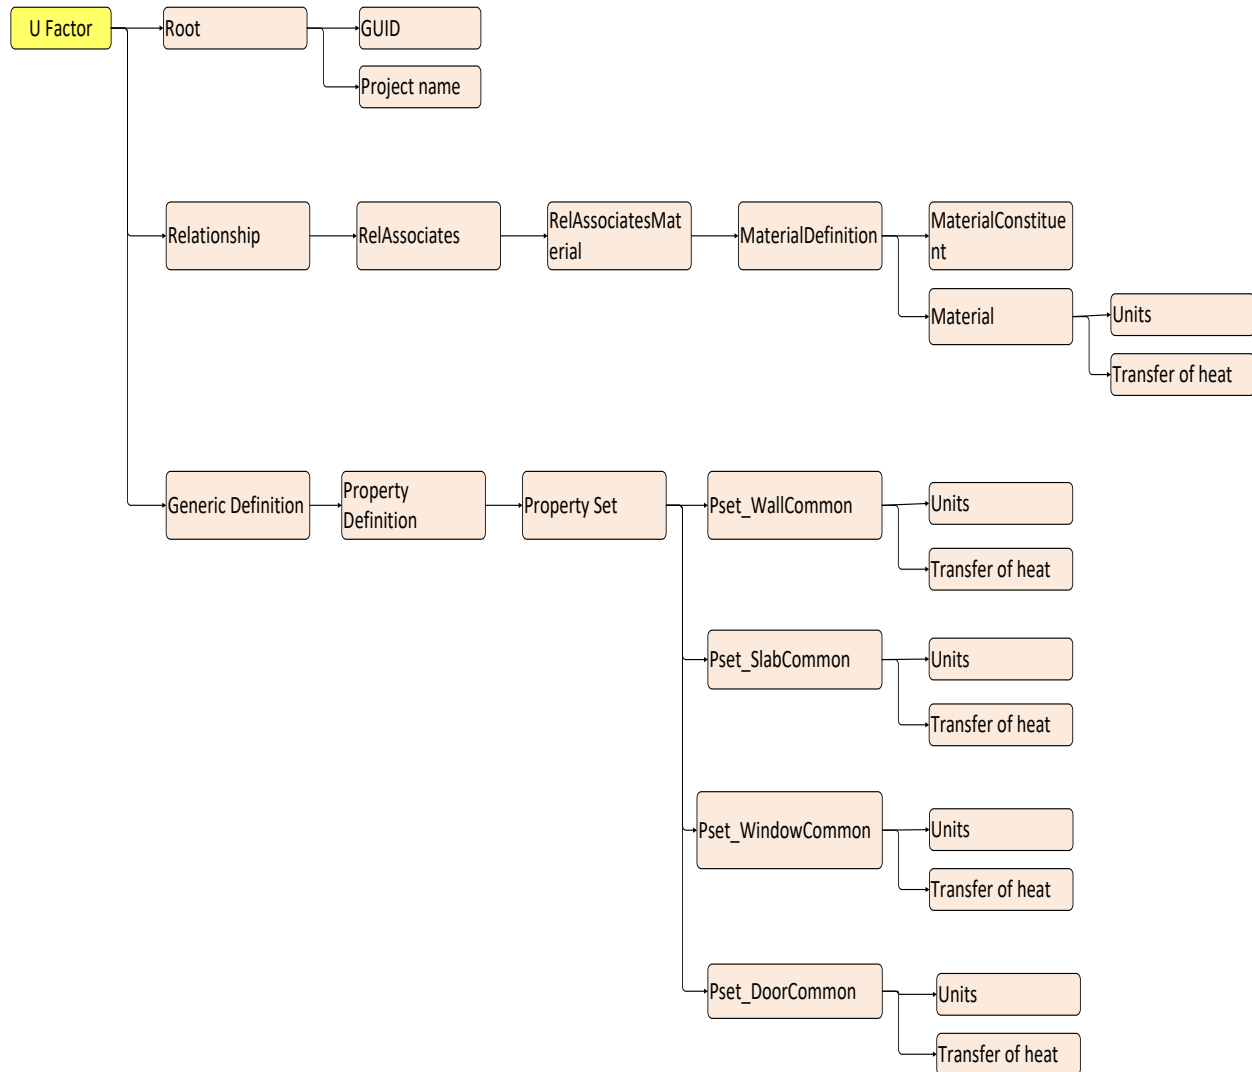 U Factor
Root
GUID
Project name
Relationship
RelAssociates
RelAssociatesMat
erial
MaterialDefinition
MaterialConstitue
nt
Material
Units
Transfer of heat
Generic Definition
Property
Definition
Property Set
Pset_WallCommon
Units
Transfer of heat
Pset_SlabCommon
Units
Transfer of heat
Pset_WindowCommon
Units
Transfer of heat
Pset_DoorCommon
Units
Transfer of heat